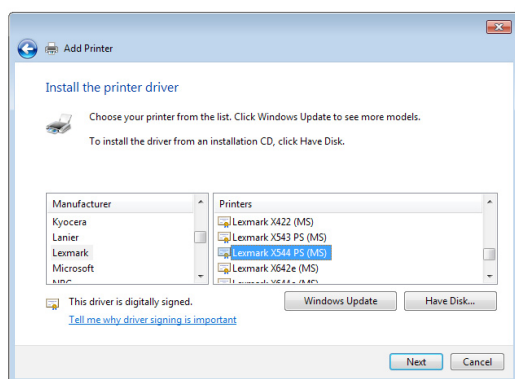 Add Printer
Install the printer driver
Choose your printer from the list. Click Windows Update to see more models.
To install the driver from an installation CD, click Have Disk.
Manufacturer
Kyocera
Lanier
Lexmark
Microsoft
Printers
Lexmark X422 (MS)
Lexmark X543 PS (MS)
Lexmark X544 PS (MS)
Lexmark X642e (MS)
This driver is digitally signed.
Tell me why driver signing is important
Windows Update
Have Disk...
Next
Cancel